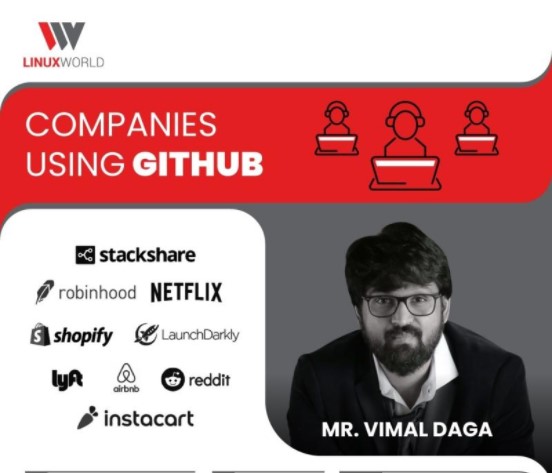 LINUXWORLD
COMPANIES
USING GITHUB
stackshare
robinhood NETFLIX
shopify LaunchDarkly
lyft airbnb reddit
instacart
MR. VIMAL DAGA